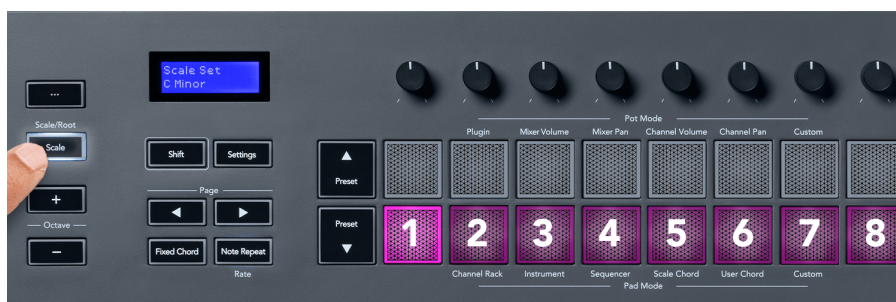 ...
Scale/Root
Scale
+
Octave
−
Scale Set
C Minor
Shift
Settings
Page
Fixed Chord
Note Repeat
Rate
Preset
Preset
Pot Mode
Plugin Mixer Volume Mixer Pan Channel Volume Channel Pan Custom
1 2 3 4 5 6 7 8
Channel Rack Instrument Sequencer Scale Chord User Chord Custom
Pad Mode